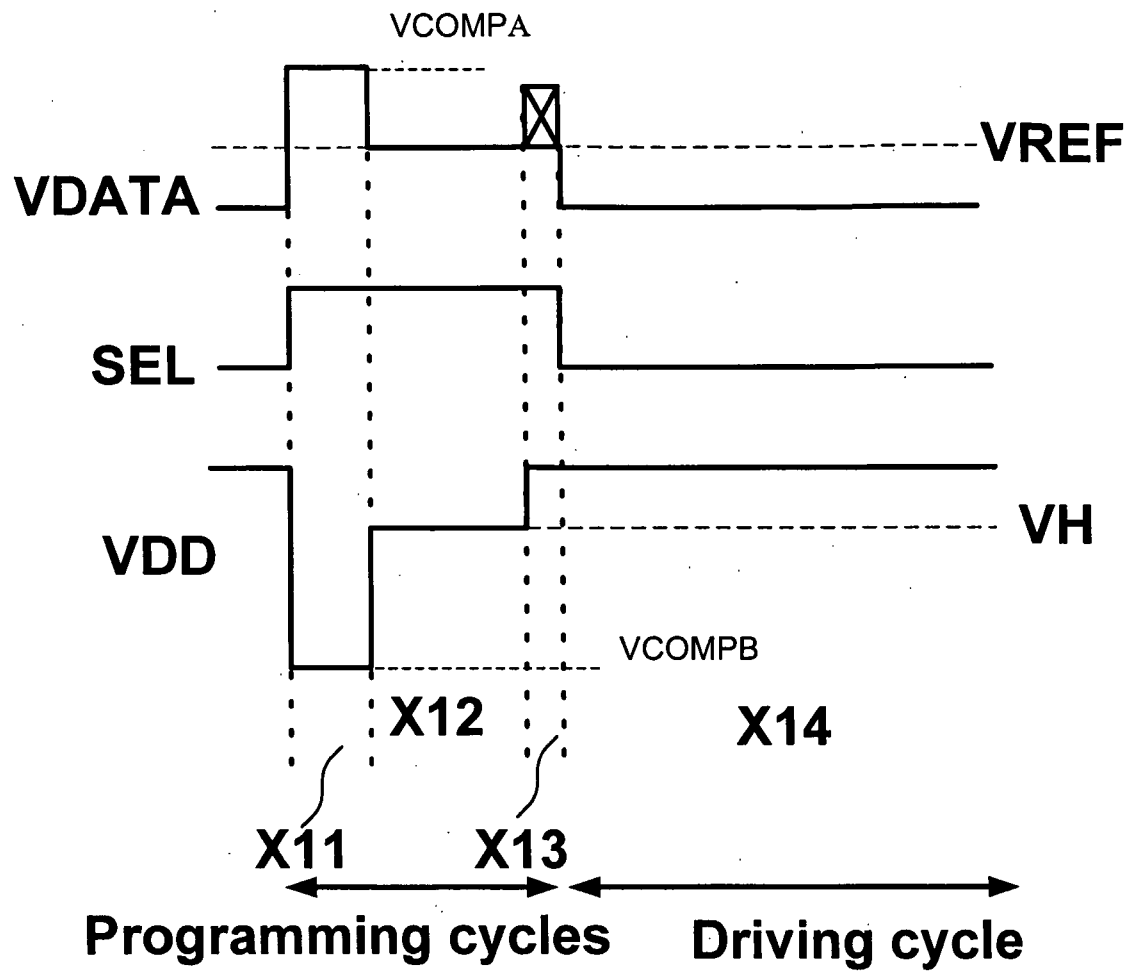 VCOMPA
VREF
VDATA
SEL
VH
VDD
VCOMPB
X12
X14
X11
X13
Programming cycles
Driving cycle